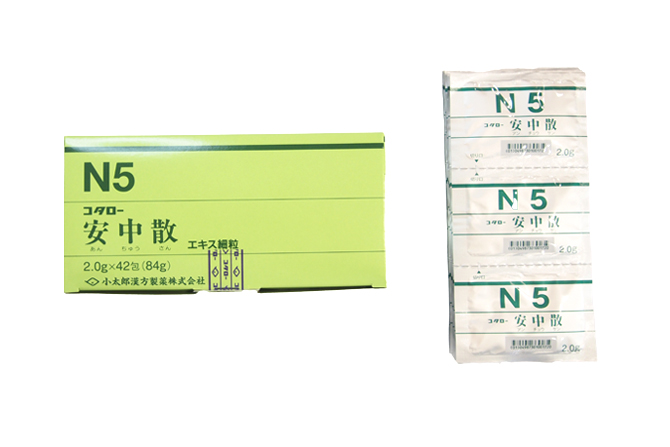 N5
コタロー
安中散
あん ちゅう さん
エキス細粒
2.0g×42包(84g)
小太郎漢方製薬株式会社
N5
コタロー 安中散
2.0g
N5
コタロー 安中散
2.0g
N5
コタロー 安中散
2.0g